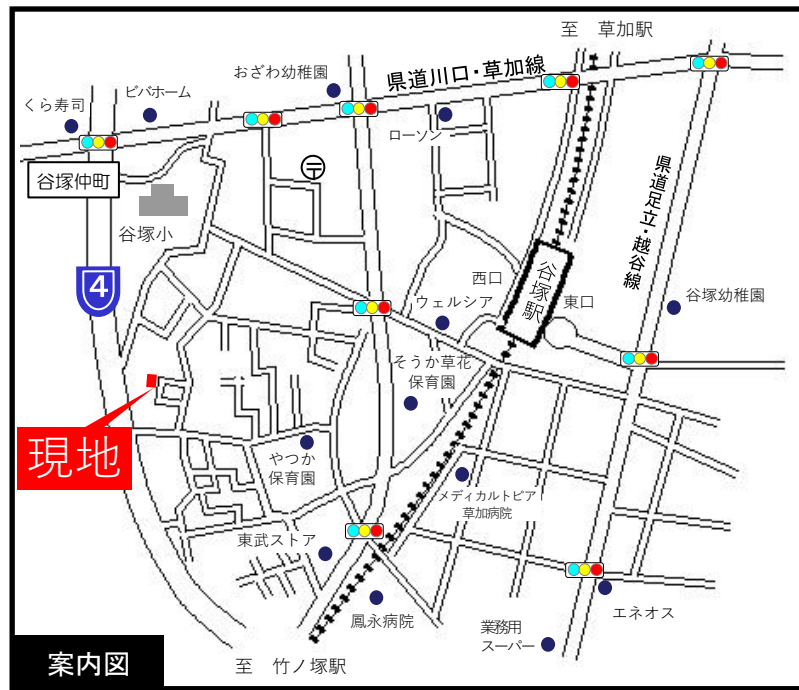 至 草加駅
おざわ幼稚園
県道川口・草加線
ビバホーム
くら寿司
ローソン
谷塚仲町
〒
県道足立・越谷線
谷塚小
西口
谷塚駅
東口
4
ウェルシア
谷塚幼稚園
そうか草花
保育園
現地
やつか
保育園
メディカルトピア
草加病院
東武ストア
鳳永病院
エネオス
業務用
スーパー
案内図
至 竹ノ塚駅